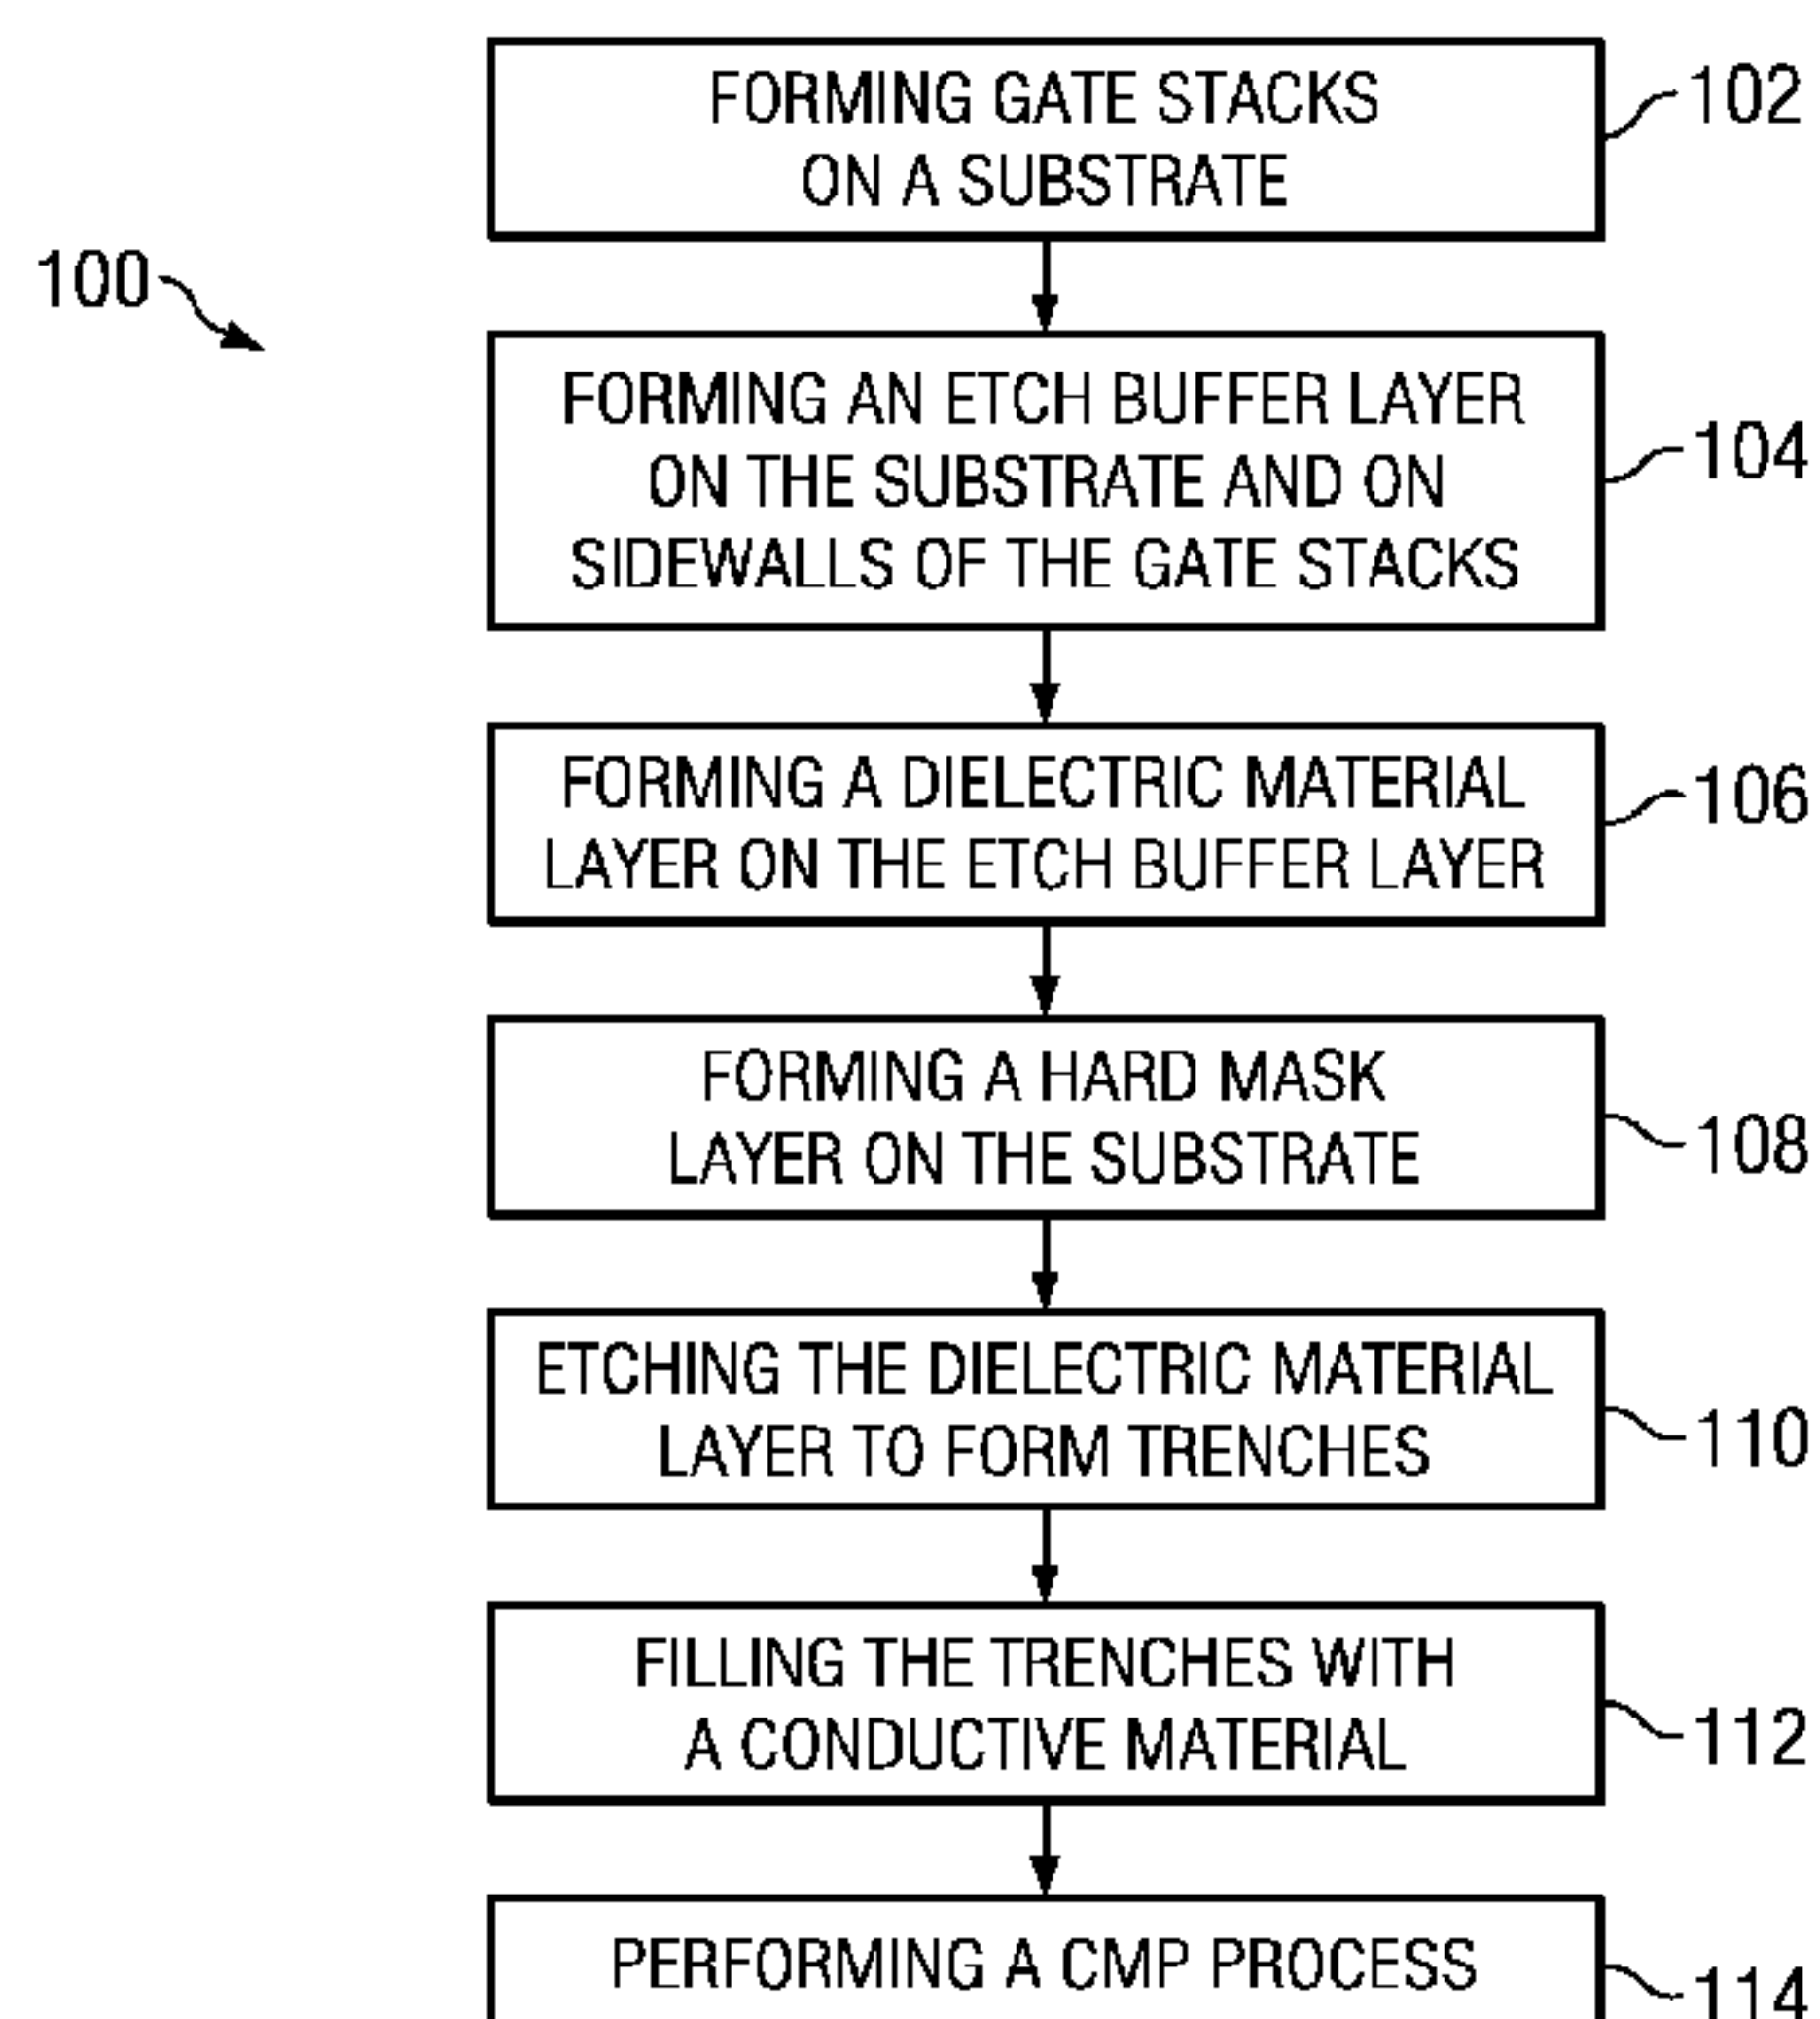 FORMING GATE STACKS
ON A SUBSTRATE
102
100
FORMING AN ETCH BUFFER LAYER
ON THE SUBSTRATE AND ON
SIDEWALLS OF THE GATE STACKS
104
FORMING A DIELECTRIC MATERIAL
LAYER ON THE ETCH BUFFER LAYER
106
FORMING A HARD MASK
LAYER ON THE SUBSTRATE
108
ETCHING THE DIELECTRIC MATERIAL
LAYER TO FORM TRENCHES
110
FILLING THE TRENCHES WITH
A CONDUCTIVE MATERIAL
112
PERFORMING A CMP PROCESS
114